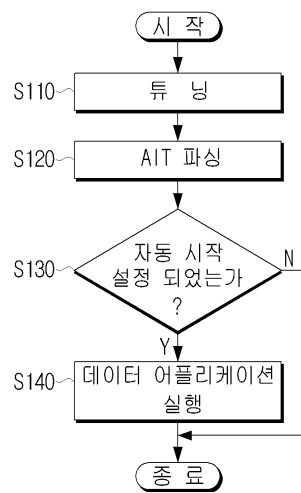 시 작
S110
튜 닝
S120
AIT 파싱
S130
자동 시작
설정 되었는가
?
N
Y
S140
데이터 어플리케이션
실행
종 료